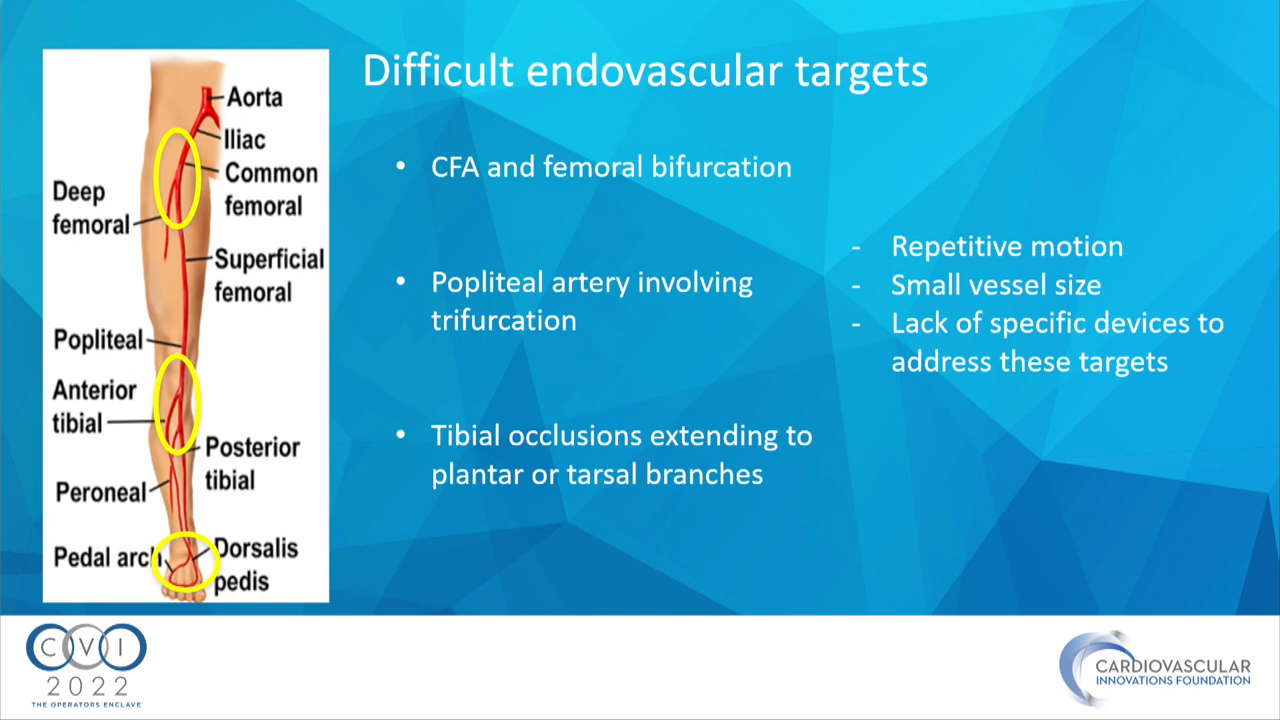 Difficult endovascular targets
Aorta
Iliac
Common
femoral
Deep
femoral
Superficial
femoral
Popliteal
Anterior
tibial
Posterior
tibial
Peroneal
Pedal arch
Dorsalis
pedis
• CFA and femoral bifurcation
• Popliteal artery involving
trifurcation
• Tibial occlusions extending to
plantar or tarsal branches
- Repetitive motion
- Small vessel size
- Lack of specific devices to
address these targets
CVI
2022
THE OPERATORS ENCLAVE
CARDIOVASCULAR
INNOVATIONS FOUNDATION